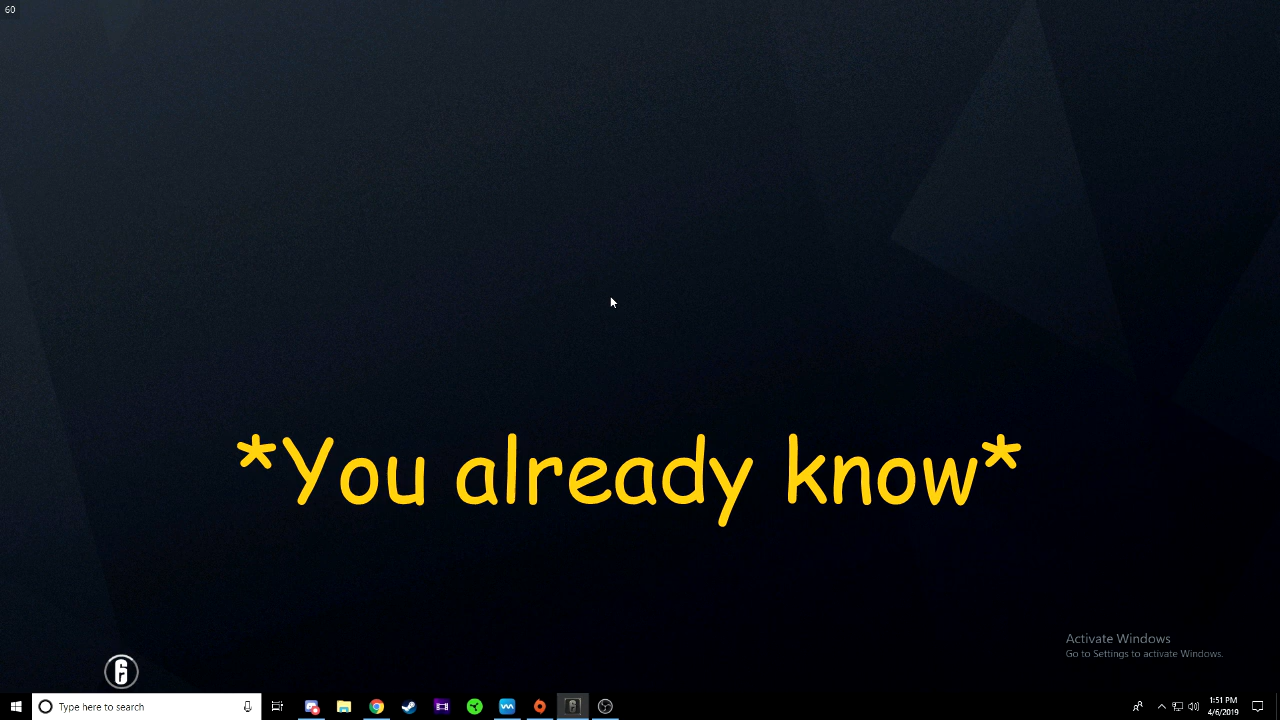 60
*You already know*
Activate Windows
Go to Settings to activate Windows.
Type here to search
1:51 PM
4/6/2019